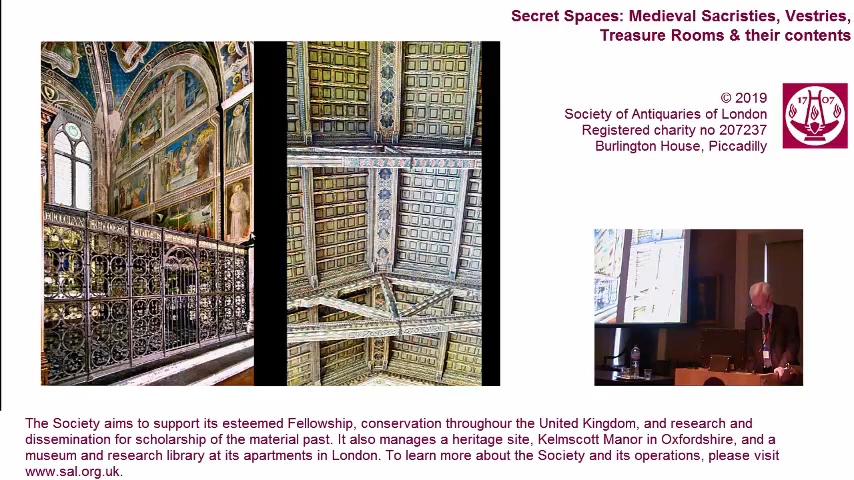 Secret Spaces: Medieval Sacristies, Vestries,
Treasure Rooms & their contents
© 2019
Society of Antiquaries of London
Registered charity no 207237
Burlington House, Piccadilly
17 07
The Society aims to support its esteemed Fellowship, conservation throughour the United Kingdom, and research and
dissemination for scholarship of the material past. It also manages a heritage site, Kelmscott Manor in Oxfordshire, and a
museum and research library at its apartments in London. To learn more about the Society and its operations, please visit
www.sal.org.uk.